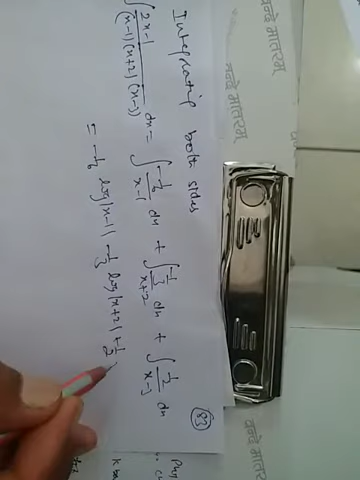 83
Integrating both sides
∫ 2x-1/(x-1)(x+2)(x-3) dx = ∫ -1/6/x-1 dx + ∫ -1/3/x+2 dx + ∫ 1/2/x-3 dx
= -1/6 log|x-1| -1/3 log|x+2| + 1/2
वन्दे मातरम्
वन्दे मातरम्
वन्दे मातरम्